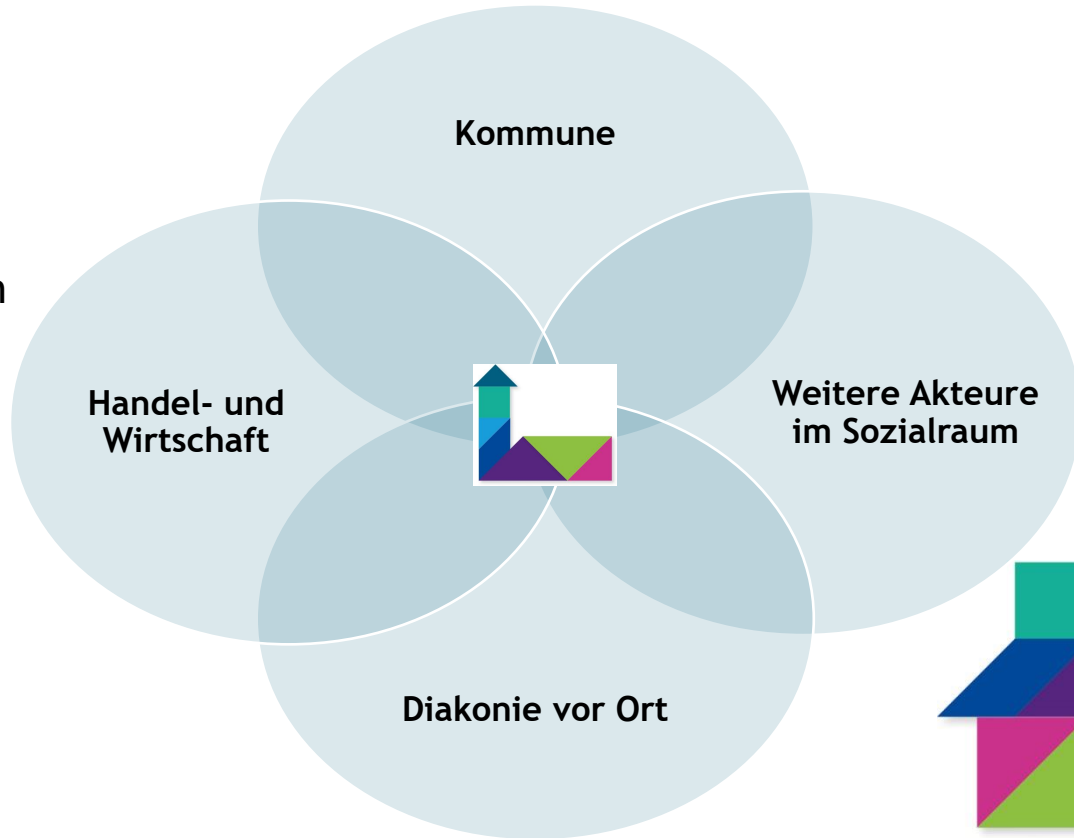 Kommune
Handel- und
Wirtschaft
Weitere Akteure
im Sozialraum
Diakonie vor Ort